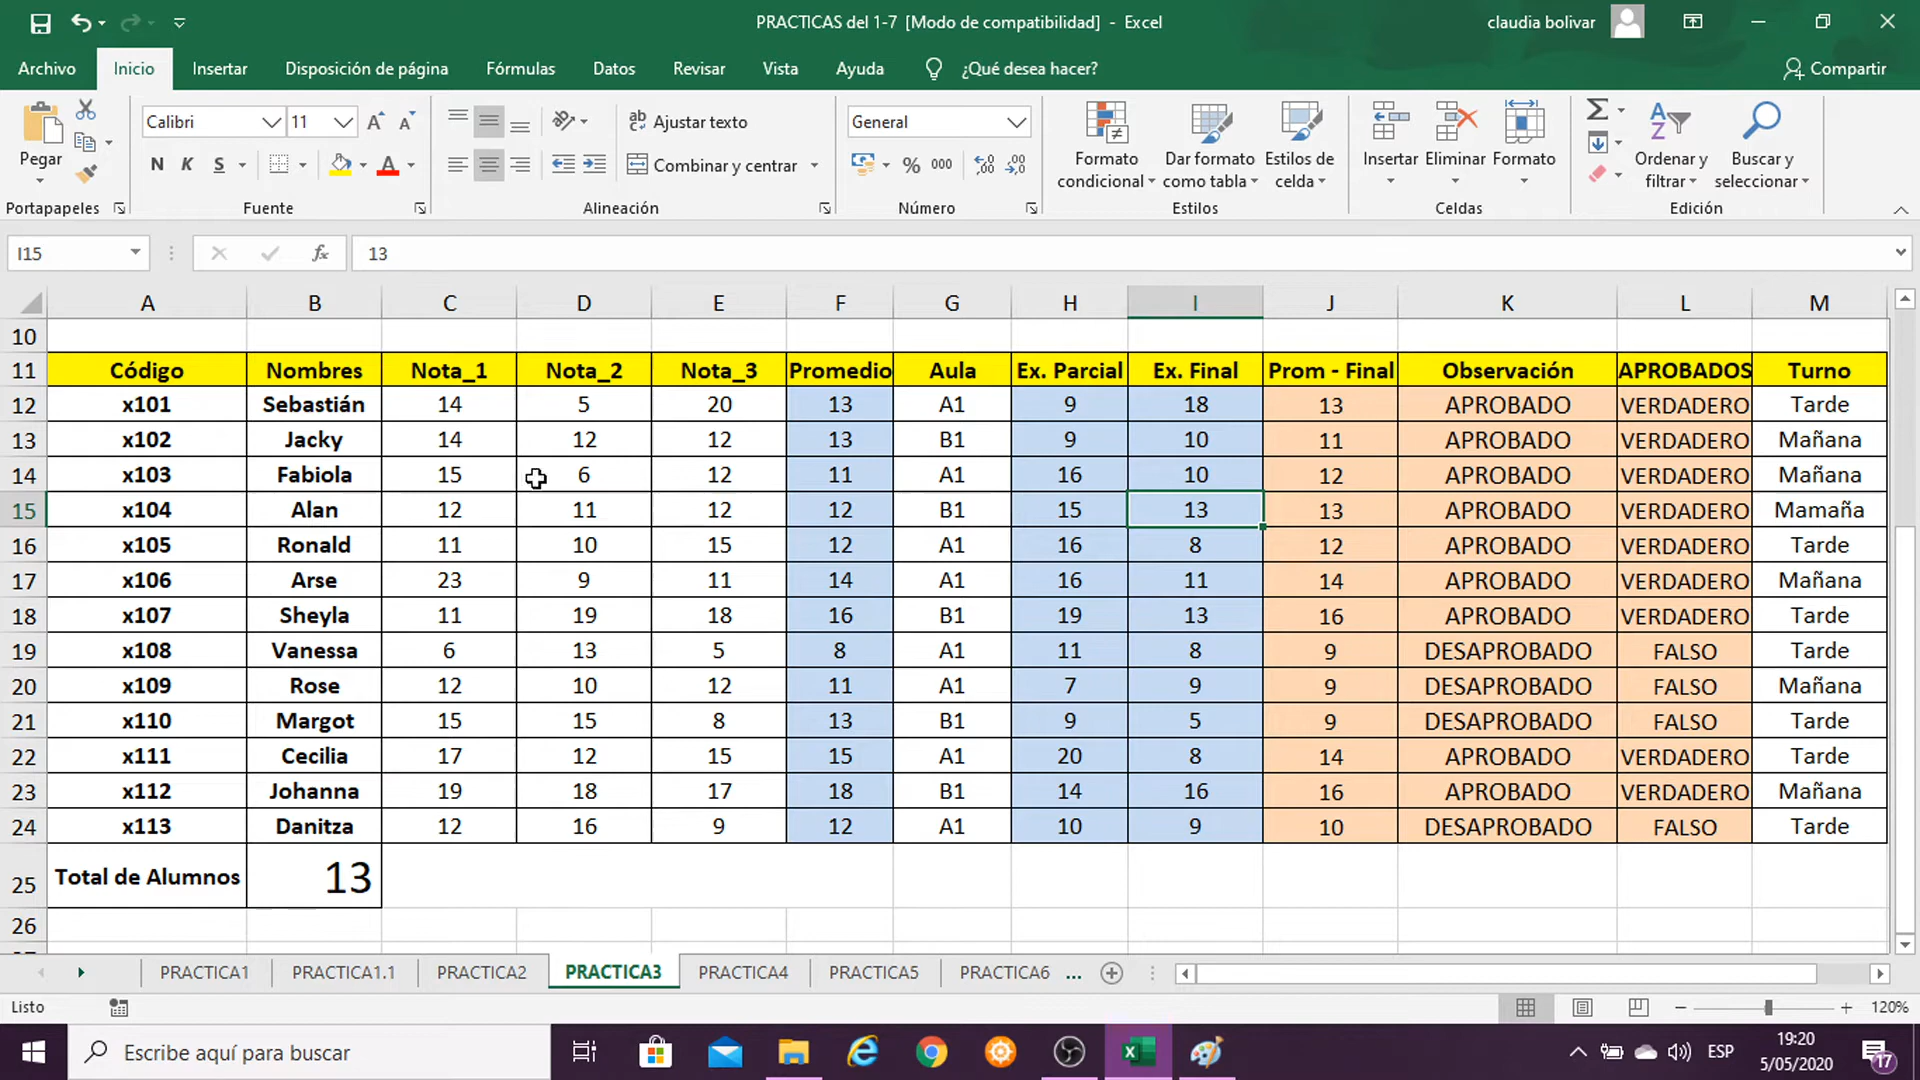 PRACTICAS del 1-7 [Modo de compatibilidad] - Excel
claudia bolivar
Archivo Inicio Insertar Disposición de página Fórmulas Datos Revisar Vista Ayuda ¿Qué desea hacer? Compartir
Pegar
Calibri 11
N K S
Ajustar texto
Combinar y centrar
General
% 000
Formato condicional
Dar formato como tabla
Estilos de celda
Insertar Eliminar Formato
Ordenar y filtrar
Buscar y seleccionar
Portapapeles Fuente Alineación Número Estilos Celdas Edición
I15 fx 13
A B C D E F G H I J K L M
10
11 Código Nombres Nota_1 Nota_2 Nota_3 Promedio Aula Ex. Parcial Ex. Final Prom - Final Observación APROBADOS Turno
12 x101 Sebastián 14 5 20 13 A1 9 18 13 APROBADO VERDADERO Tarde
13 x102 Jacky 14 12 12 13 B1 9 10 11 APROBADO VERDADERO Mañana
14 x103 Fabiola 15 6 12 11 A1 16 10 12 APROBADO VERDADERO Mañana
15 x104 Alan 12 11 12 12 B1 15 13 13 APROBADO VERDADERO Mamaña
16 x105 Ronald 11 10 15 12 A1 16 8 12 APROBADO VERDADERO Tarde
17 x106 Arse 23 9 11 14 A1 16 11 14 APROBADO VERDADERO Mañana
18 x107 Sheyla 11 19 18 16 B1 19 13 16 APROBADO VERDADERO Tarde
19 x108 Vanessa 6 13 5 8 A1 11 8 9 DESAPROBADO FALSO Tarde
20 x109 Rose 12 10 12 11 A1 7 9 9 DESAPROBADO FALSO Mañana
21 x110 Margot 15 15 8 13 B1 9 5 9 DESAPROBADO FALSO Tarde
22 x111 Cecilia 17 12 15 15 A1 20 8 14 APROBADO VERDADERO Tarde
23 x112 Johanna 19 18 17 18 B1 14 16 16 APROBADO VERDADERO Mañana
24 x113 Danitza 12 16 9 12 A1 10 9 10 DESAPROBADO FALSO Tarde
25 Total de Alumnos 13
26
PRACTICA1 PRACTICA1.1 PRACTICA2 PRACTICA3 PRACTICA4 PRACTICA5 PRACTICA6 ...
Listo 120%
Escribe aquí para buscar
ESP
19:20
5/05/2020
17